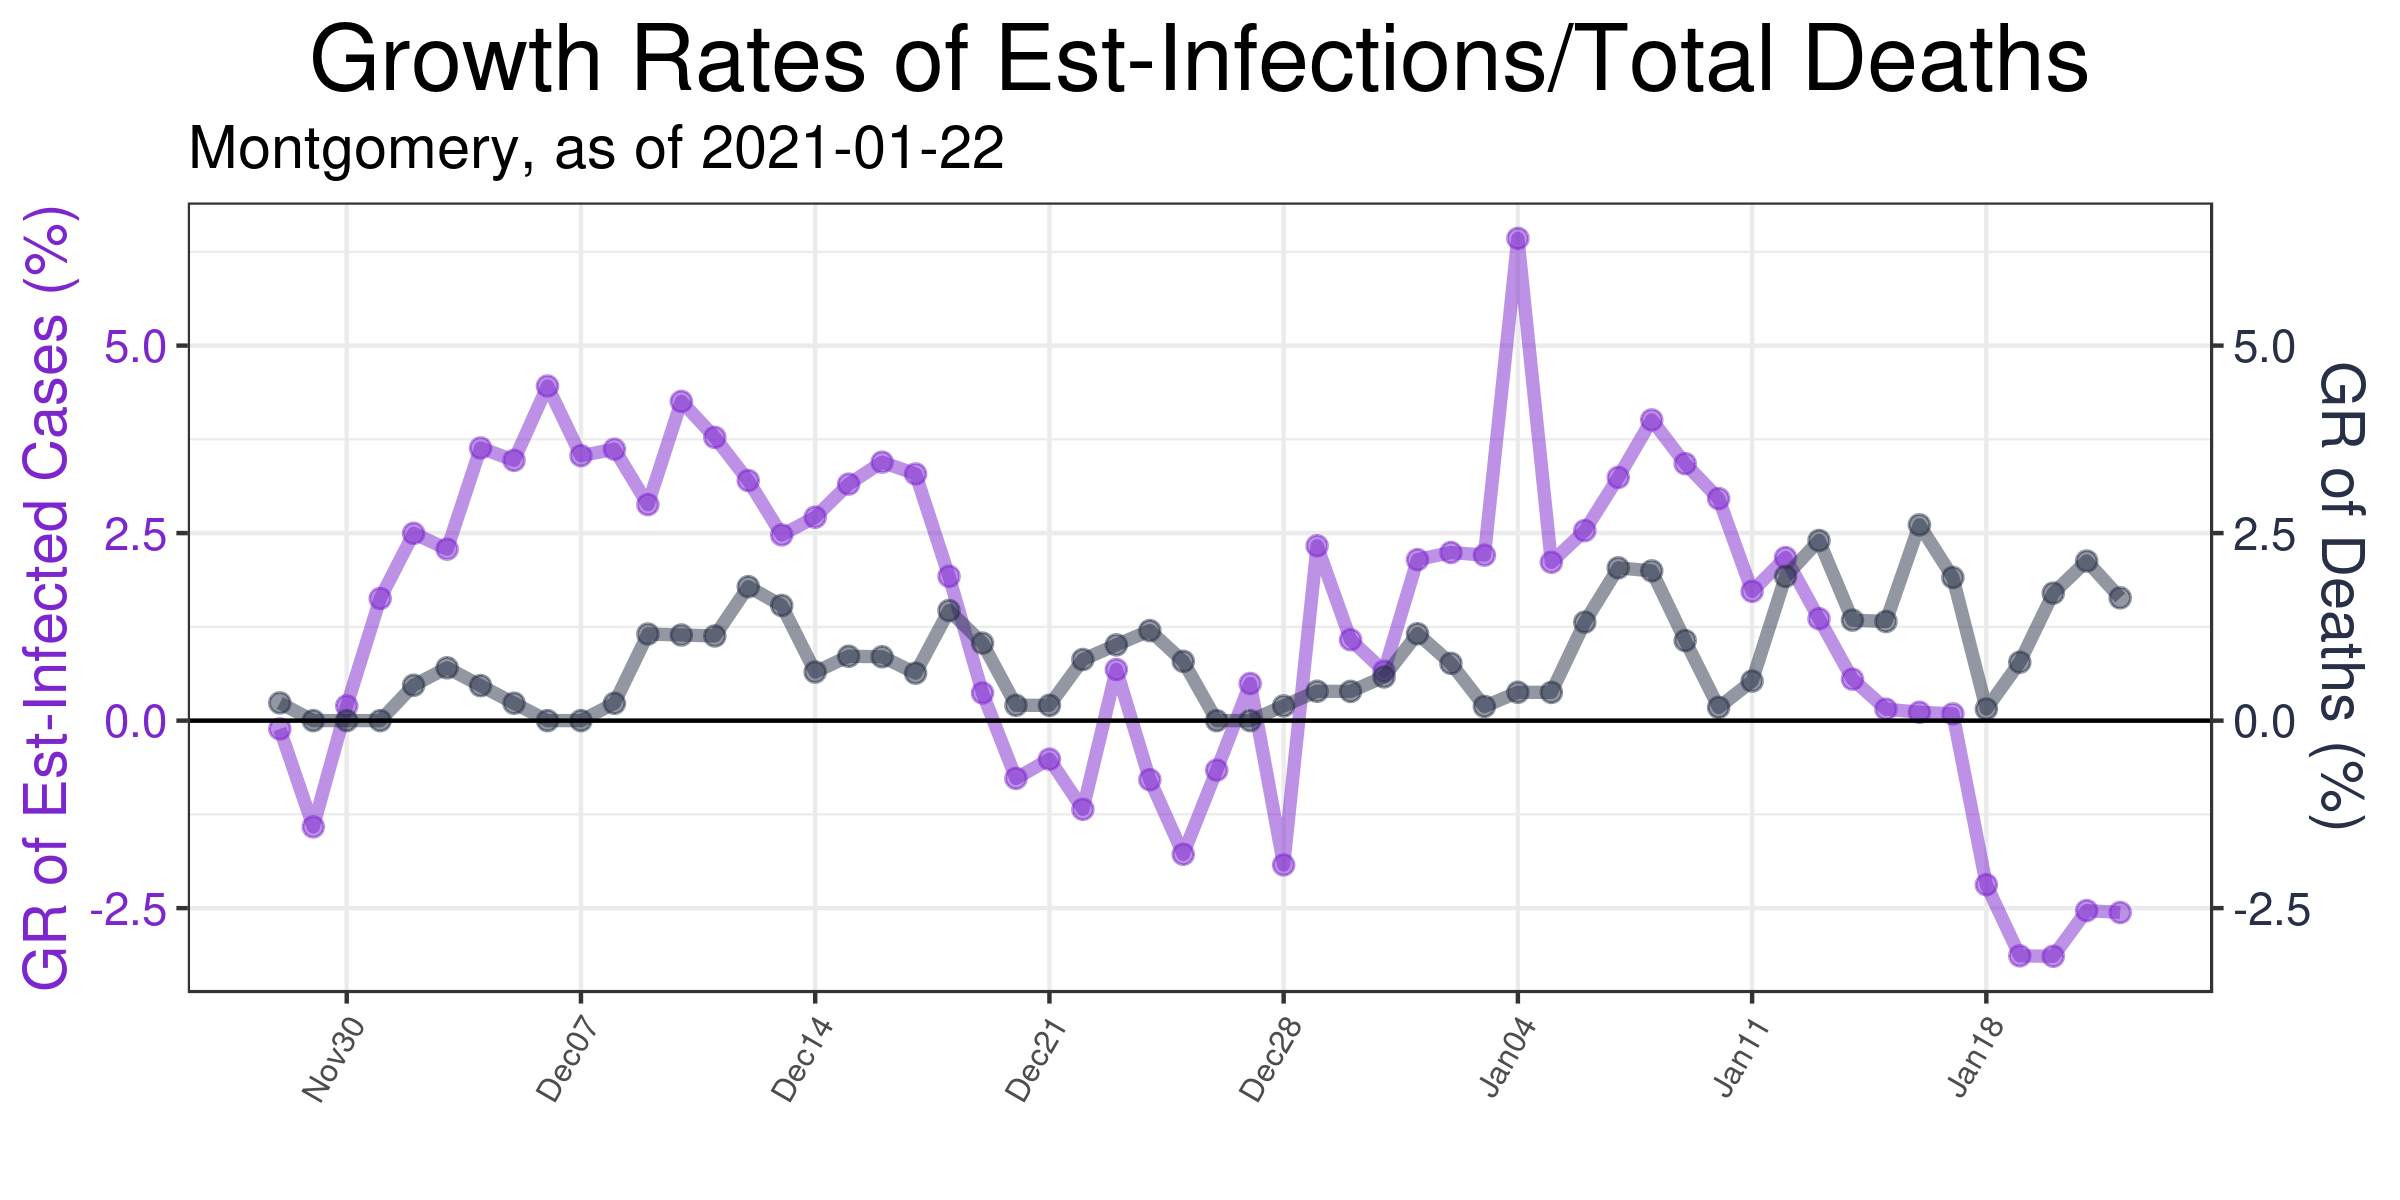 Growth Rates of Est-Infections/Total Deaths
Montgomery, as of 2021-01-22
GR of Est-Infected Cases (%)
5.0
2.5
0.0
-2.5
5.0
2.5
0.0
-2.5
GR of Deaths (%)
Nov30
Dec07
Dec14
Dec21
Dec28
Jan04
Jan11
Jan18